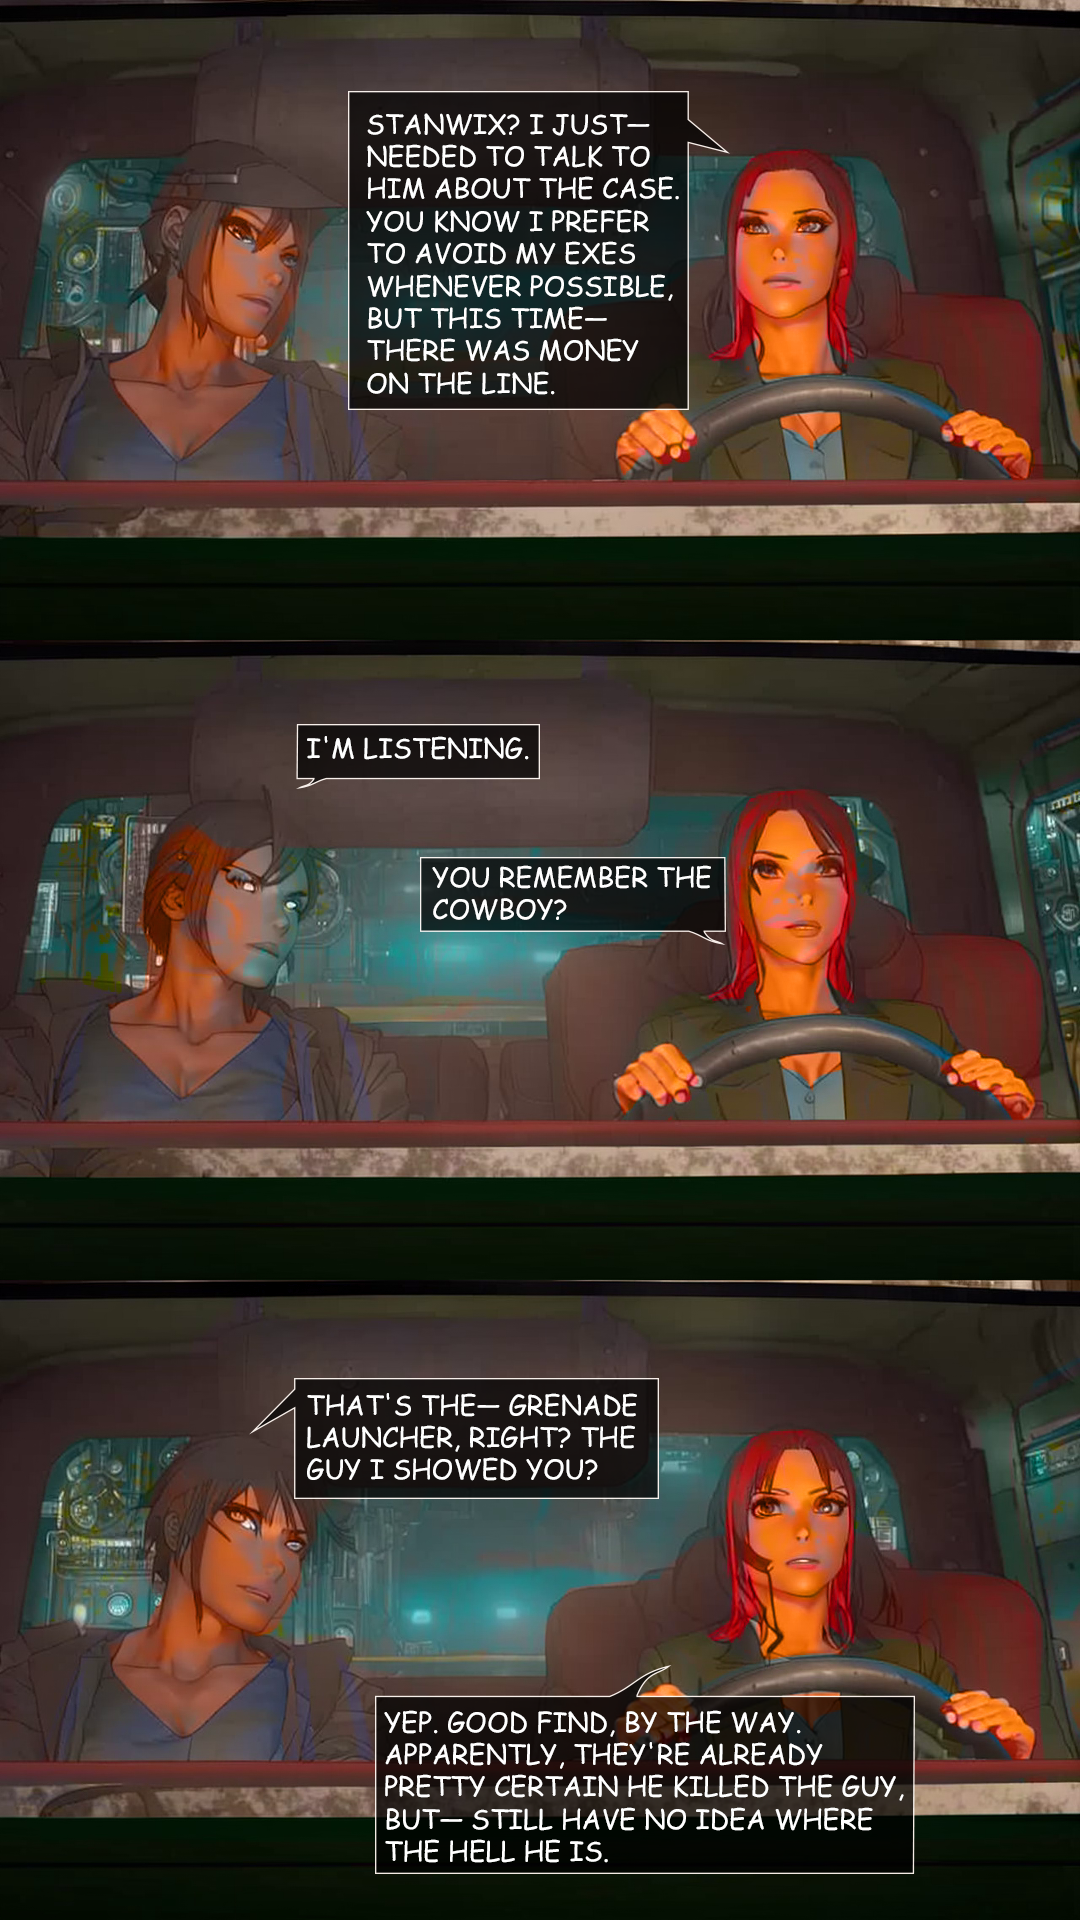 STANWIX? I JUST—
NEEDED TO TALK TO
HIM ABOUT THE CASE.
YOU KNOW I PREFER
TO AVOID MY EXES
WHENEVER POSSIBLE,
BUT THIS TIME—
THERE WAS MONEY
ON THE LINE.
I'M LISTENING.
YOU REMEMBER THE
COWBOY?
THAT'S THE— GRENADE
LAUNCHER, RIGHT? THE
GUY I SHOWED YOU?
YEP. GOOD FIND, BY THE WAY.
APPARENTLY, THEY'RE ALREADY
PRETTY CERTAIN HE KILLED THE GUY,
BUT— STILL HAVE NO IDEA WHERE
THE HELL HE IS.